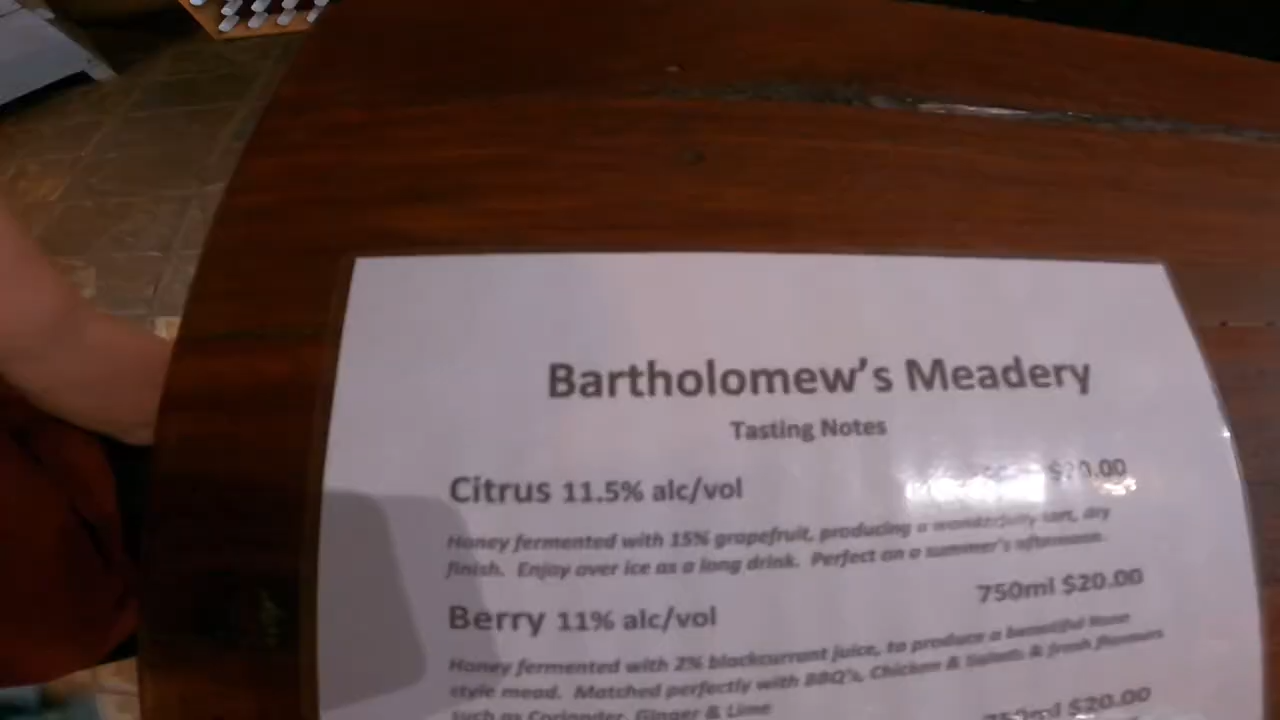 Bartholomew's Meadery
Tasting Notes
Citrus 11.5% alc/vol $20.00
Honey fermented with 15% grapefruit, producing a wonderfully tart, dry
finish. Enjoy over ice as a long drink. Perfect on a summer's afternoon.
Berry 11% alc/vol 750ml $20.00
Honey fermented with 2% blackcurrant juice, to produce a beautiful Rose
style mead. Matched perfectly with BBQ's, Chicken & Salads & fresh flavours
such as Coriander, Ginger & Lime
750ml $20.00